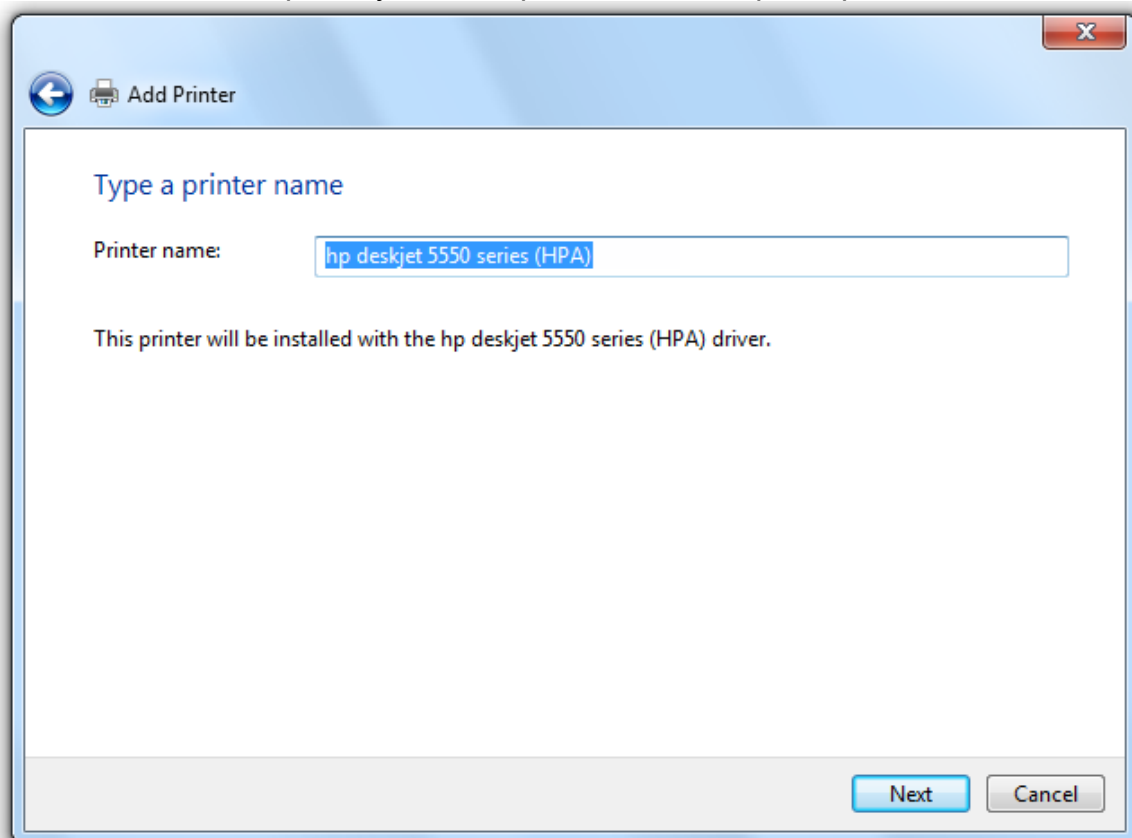 Add Printer
Type a printer name
Printer name: hp deskjet 5550 series (HPA)
This printer will be installed with the hp deskjet 5550 series (HPA) driver.
Next Cancel